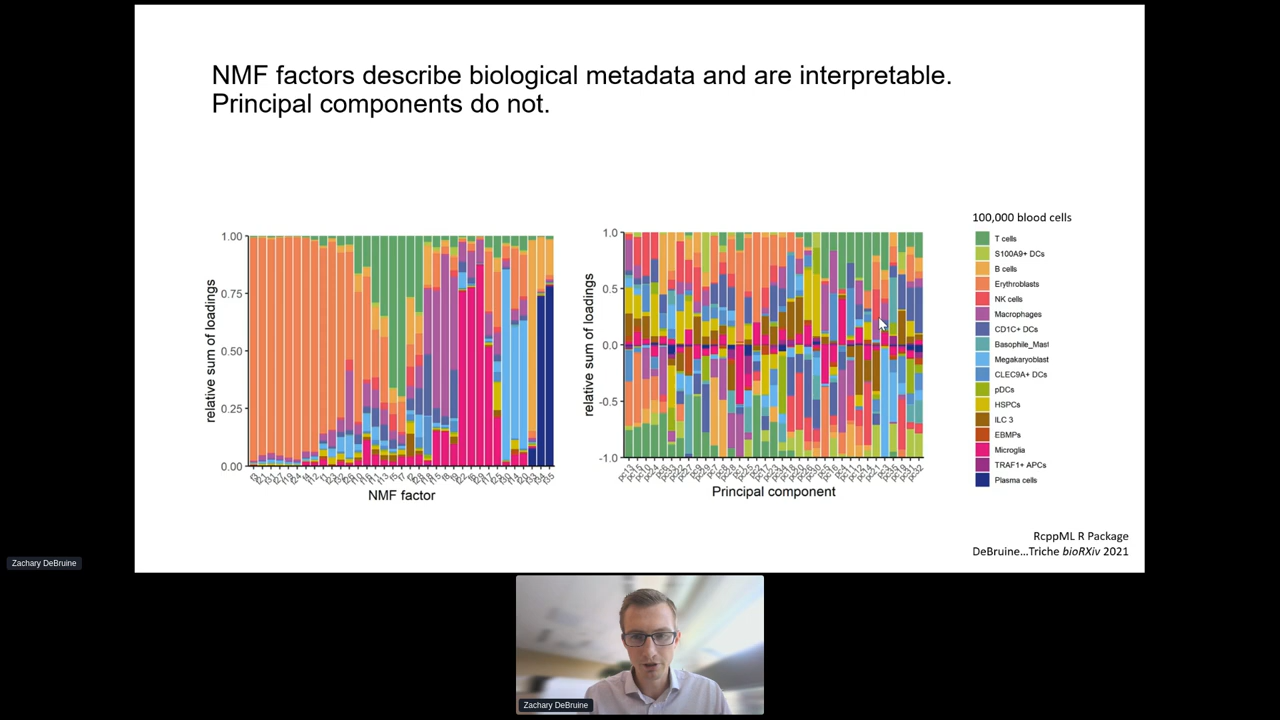 NMF factors describe biological metadata and are interpretable.
Principal components do not.
relative sum of loadings
1.00
0.75
0.50
0.25
0.00
NMF factor
relative sum of loadings
1.0
0.5
0.0
-0.5
-1.0
Principal component
100,000 blood cells
T cells
S100A9+ DCs
B cells
Erythroblasts
NK cells
Macrophages
CD1C+ DCs
Basophile_Mast
Megakaryoblast
CLEC9A+ DCs
pDCs
HSPCs
ILC 3
EBMPs
Microglia
TRAF1+ APCs
Plasma cells
RcppML R Package
DeBruine...Triche bioRXiv 2021
Zachary DeBruine
Zachary DeBruine